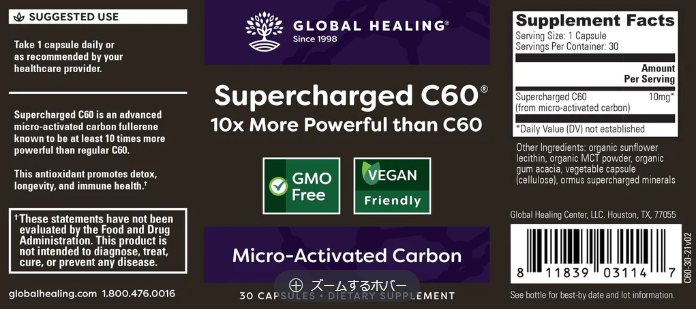 SUGGESTED USE
Take 1 capsule daily or
as recommended by your
healthcare provider.
Supercharged C60 is an advanced
micro-activated carbon fullerene
known to be at least 10 times more
powerful than regular C60.
This antioxidant promotes detox,
longevity, and immune health.†
†These statements have not been
evaluated by the Food and Drug
Administration. This product is
not intended to diagnose, treat,
cure, or prevent any disease.
globalhealing.com 1.800.476.0016
GLOBAL HEALING®
Since 1998
Supercharged C60®
10x More Powerful than C60
GMO
Free
VEGAN
Friendly
Micro-Activated Carbon
ズームするホバー
30 CAPSULES • DIETARY SUPPLEMENT
Supplement Facts
Serving Size: 1 Capsule
Servings Per Container: 30
Amount
Per Serving
Supercharged C60 10mg*
(from micro-activated carbon)
*Daily Value (DV) not established
Other Ingredients: organic sunflower
lecithin, organic MCT powder, organic
gum acacia, vegetable capsule
(cellulose), ormus supercharged minerals
Global Healing Center, LLC. Houston, TX, 77055
8 11839 03114 7
See bottle for best-by date and lot information.
C60-30-21v02